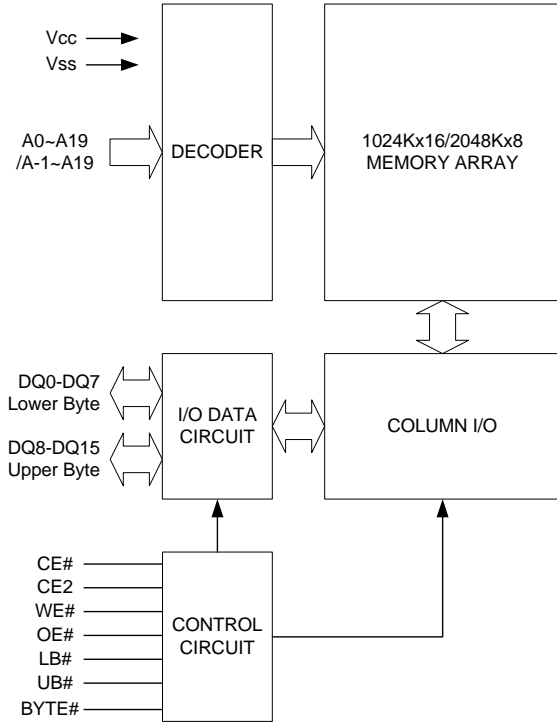 Vcc
Vss
A0~A19
/A-1~A19
DECODER
1024Kx16/2048Kx8
MEMORY ARRAY
DQ0-DQ7
Lower Byte
DQ8-DQ15
Upper Byte
I/O DATA
CIRCUIT
COLUMN I/O
CE#
CE2
WE#
OE#
LB#
UB#
BYTE#
CONTROL
CIRCUIT